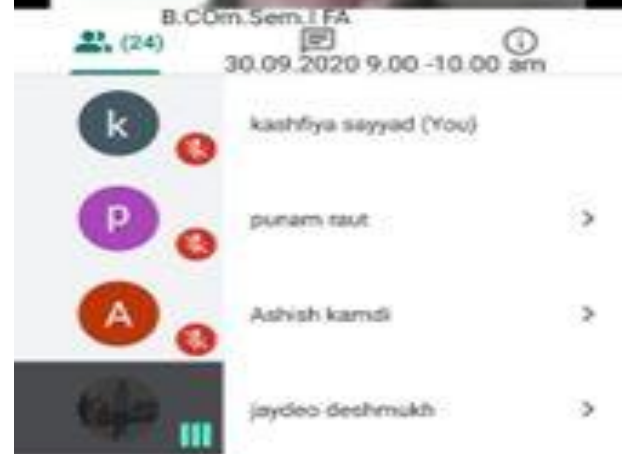 B.COm.Sem.I FA
(24)
30.09.2020 9.00 -10.00 am
k
kashfiya sayyad (You)
P
punam raut
A
Ashish kamdi
jaydeo deshmukh